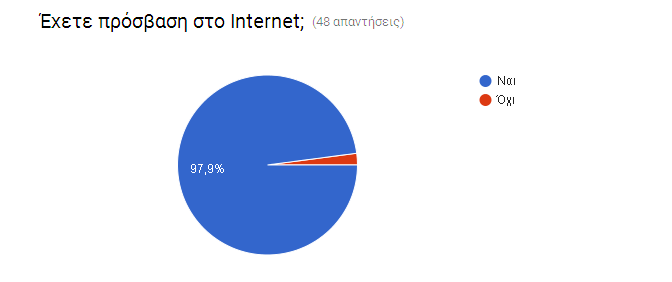 Έχετε πρόσβαση στο Internet; (48 απαντήσεις)
Ναι
Όχι
97,9%